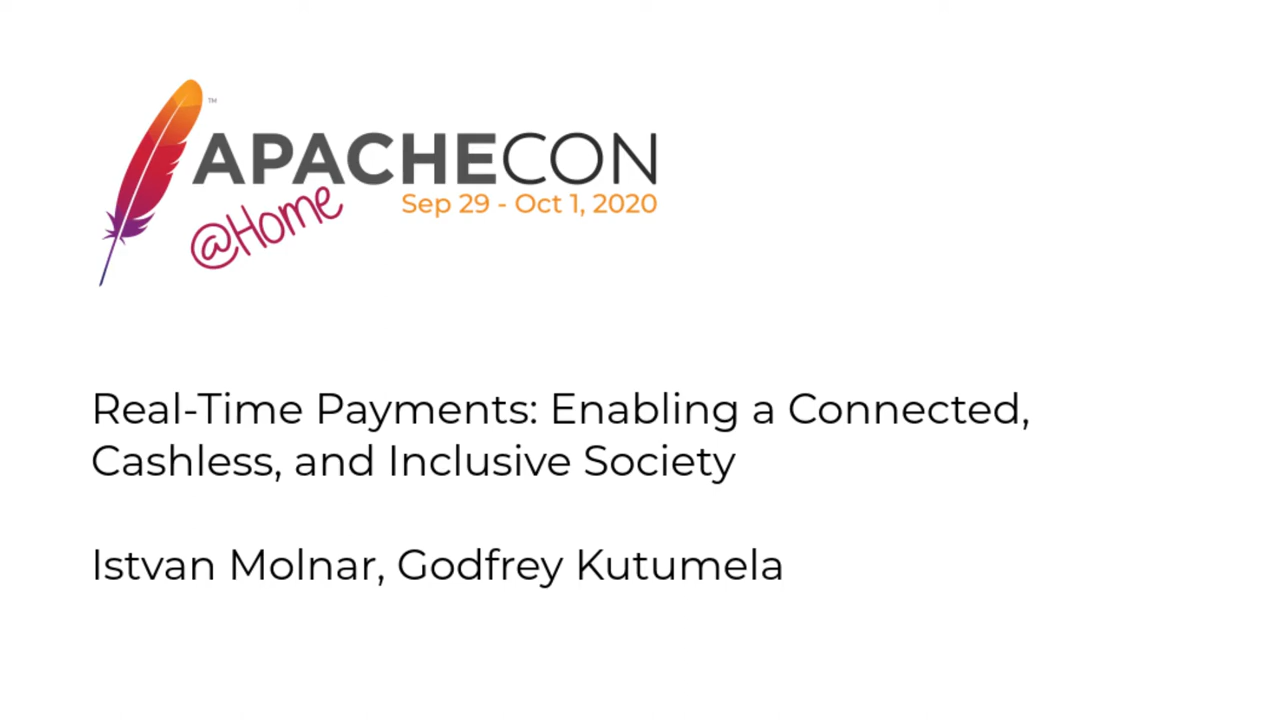 ™
APACHECON
@Home
Sep 29 - Oct 1, 2020
Real-Time Payments: Enabling a Connected,
Cashless, and Inclusive Society
Istvan Molnar, Godfrey Kutumela